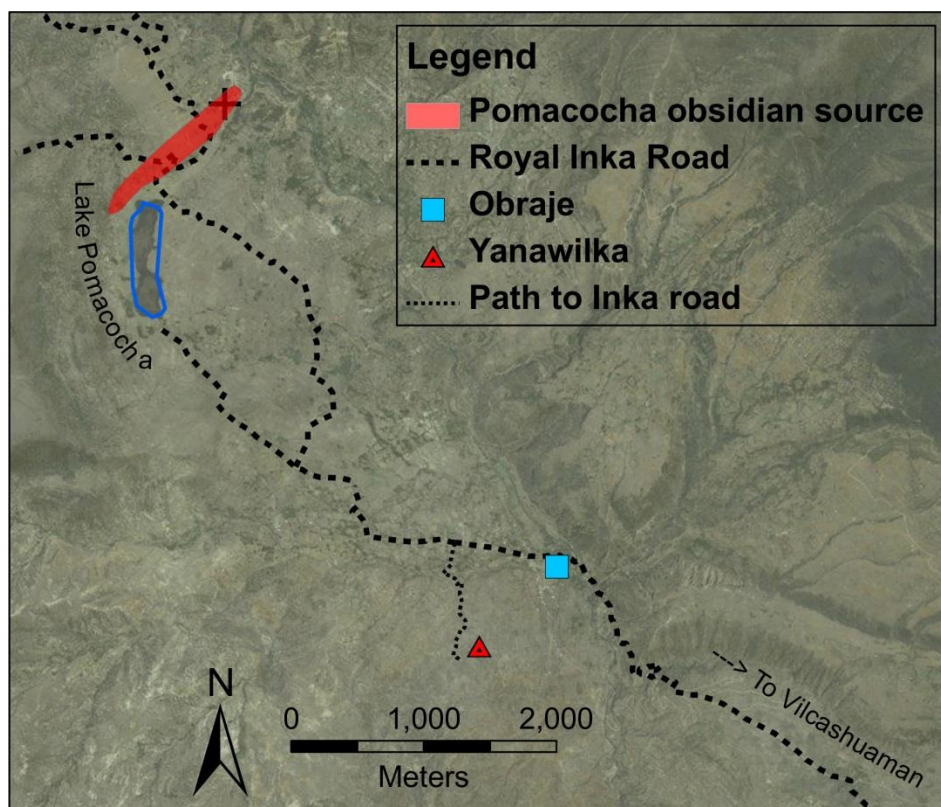 Legend
Pomacocha obsidian source
Royal Inka Road
Obraje
Yanawilka
Path to Inka road
Lake Pomacocha
N
0 1,000 2,000
Meters
---> To Vilcashuaman